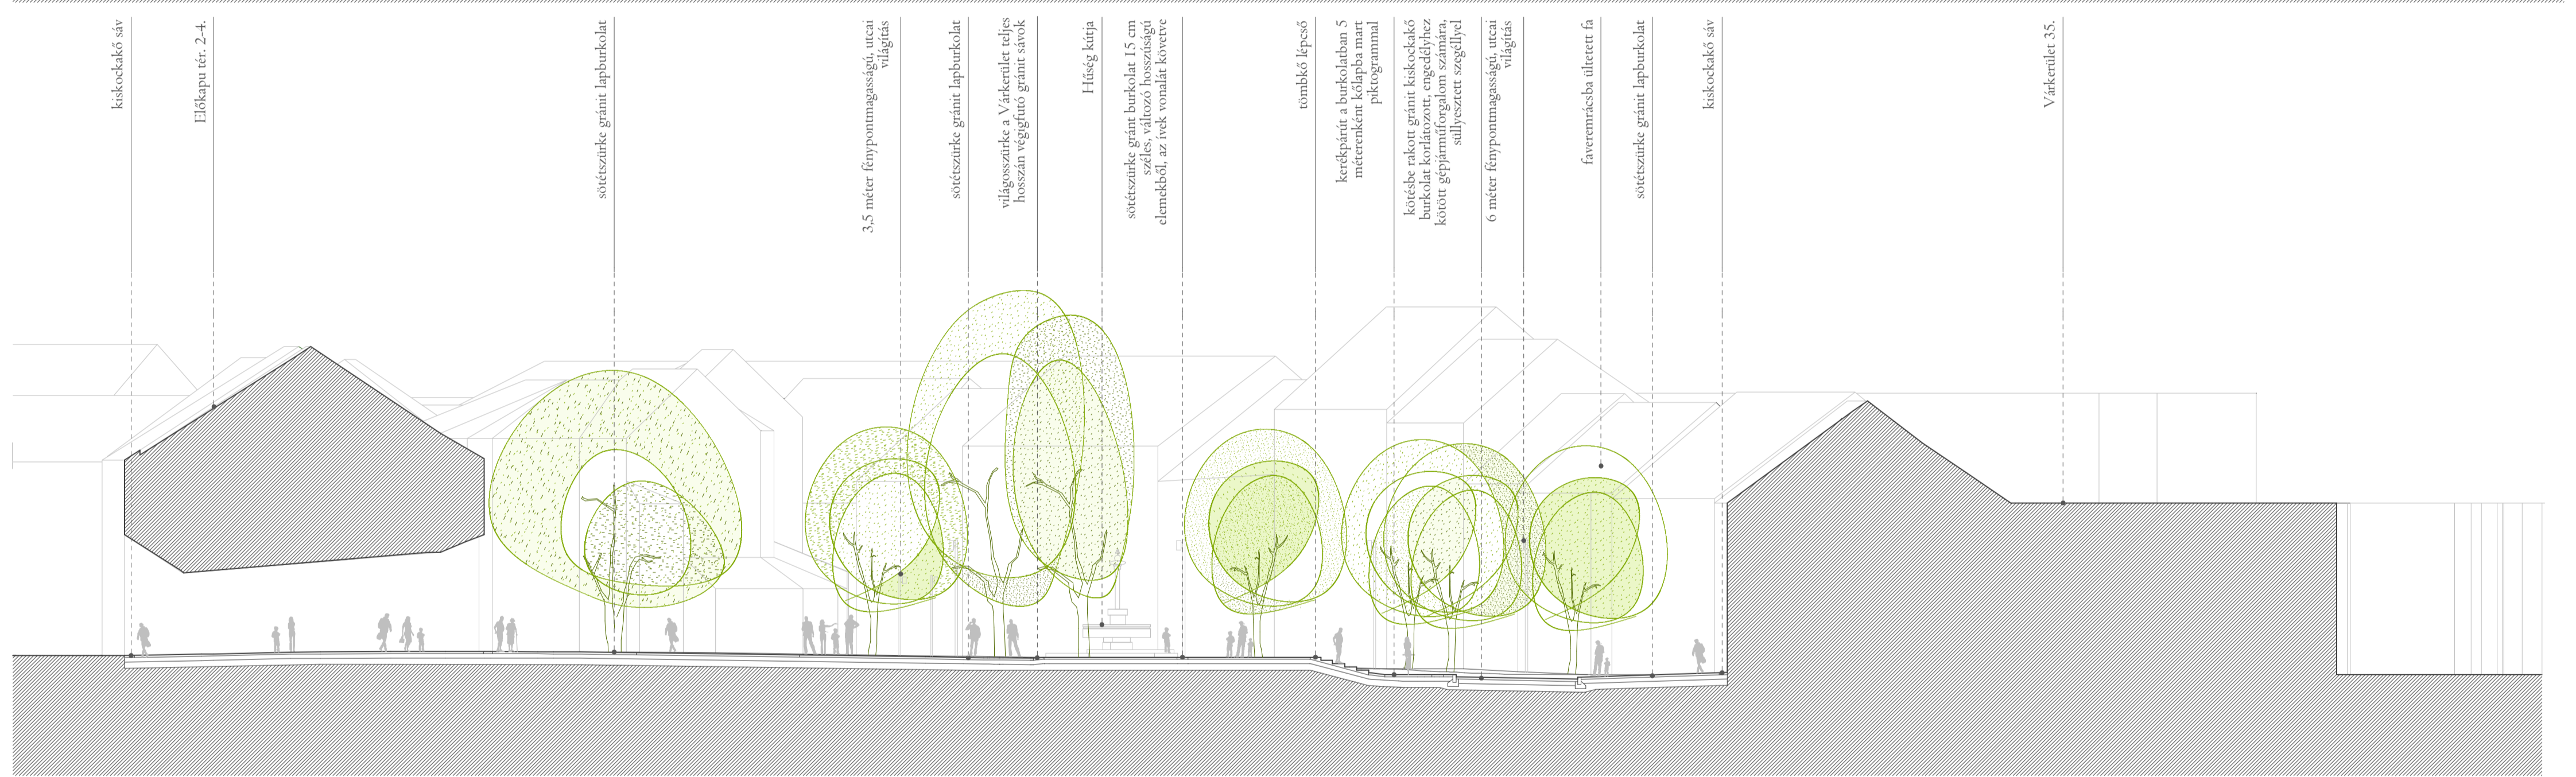 kiskockakő sáv
Előkapu tér. 2-4.
sötétszürke gránit lapburkolat
3,5 méter fénypontmagasságú, utcai
világítás
sötétszürke gránit lapburkolat
világosszürke a Várkerület teljes
hosszán végigfutó gránit sávok
Hűség kútja
sötétszürke gránt burkolat 15 cm
széles, változó hosszúságú
elemekből, az ívek vonalát követve
tömbkő lépcső
kerékpárút a burkolatban 5
méterenként kőlapba mart
piktogrammal
kötésbe rakott gránit kiskockakő
burkolat korlátozott, engedélyhez
kötött gépjárműforgalom számára,
süllyesztett szegéllyel
6 méter fénypontmagasságú, utcai
világítás
faveremrácsba ültetett fa
sötétszürke gránit lapburkolat
kiskockakő sáv
Várkerület 35.